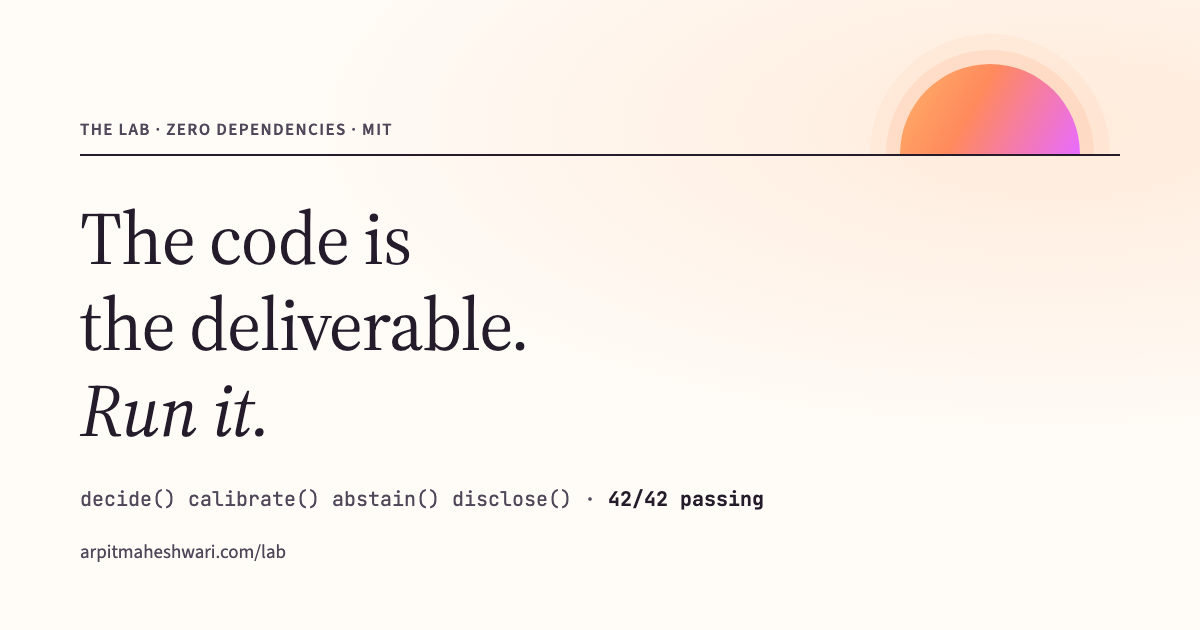 THE LAB · ZERO DEPENDENCIES · MIT
The code is
the deliverable.
Run it.
decide() calibrate() abstain() disclose() · 42/42 passing
arpitmaheshwari.com/lab